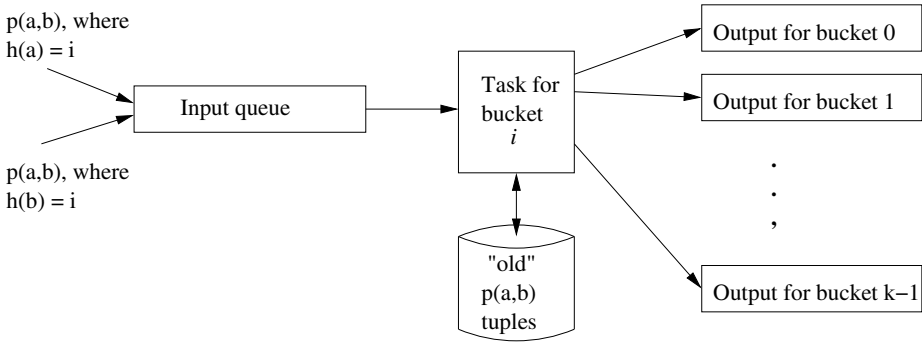 p(a,b), where
h(a) = i
p(a,b), where
h(b) = i
Input queue
Task for
bucket
i
"old"
p(a,b)
tuples
Output for bucket 0
Output for bucket 1
.
.
,
Output for bucket k−1